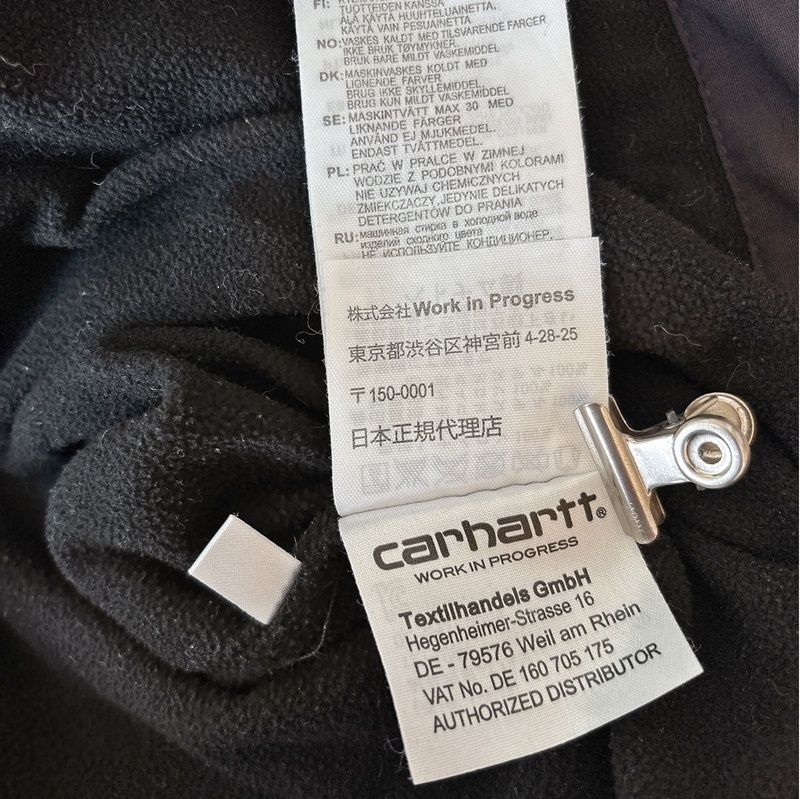 FI:
TUOTTEIDEN KANSSA
ÄLÄ KÄYTÄ HUUHTELUAINETTA,
KÄYTÄ VAIN PESUAINETTA
NO: VASKES KALDT MED TILSVARENDE FARGER
IKKE BRUK TØYMYKNER.
BRUK BARE MILDT VASKEMIDDEL
DK: MASKINVASKES KOLDT MED
LIGNENDE FARVER
BRUG IKKE SKYLLEMIDDEL
BRUG KUN MILDT VASKEMIDDEL
SE: MASKINTVÄTT MAX 30 MED
LIKNANDE FÄRGER
ANVÄND EJ MJUKMEDEL.
ENDAST TVÄTTMEDEL.
PL: PRAĆ W PRALCE W ZIMNEJ
WODZIE Z PODOBNYMI KOLORAMI
NIE UZYWAJ CHEMICZNYCH
ZMIEKCZACZY, JEDYNIE DELIKATYCH
DETERGENTÓW DO PRANIA
RU: машинная стирка в холодной воде
изделий сходного цвета
НЕ ИСПОЛЬЗУЙТЕ КОНДИЦИОНЕР,
株式会社 Work in Progress
東京都渋谷区神宮前 4-28-25
〒150-0001
日本正規代理店
carhartt®
WORK IN PROGRESS
Textilhandels GmbH
Hegenheimer-Strasse 16
DE - 79576 Weil am Rhein
VAT No. DE 160 705 175
AUTHORIZED DISTRIBUTOR